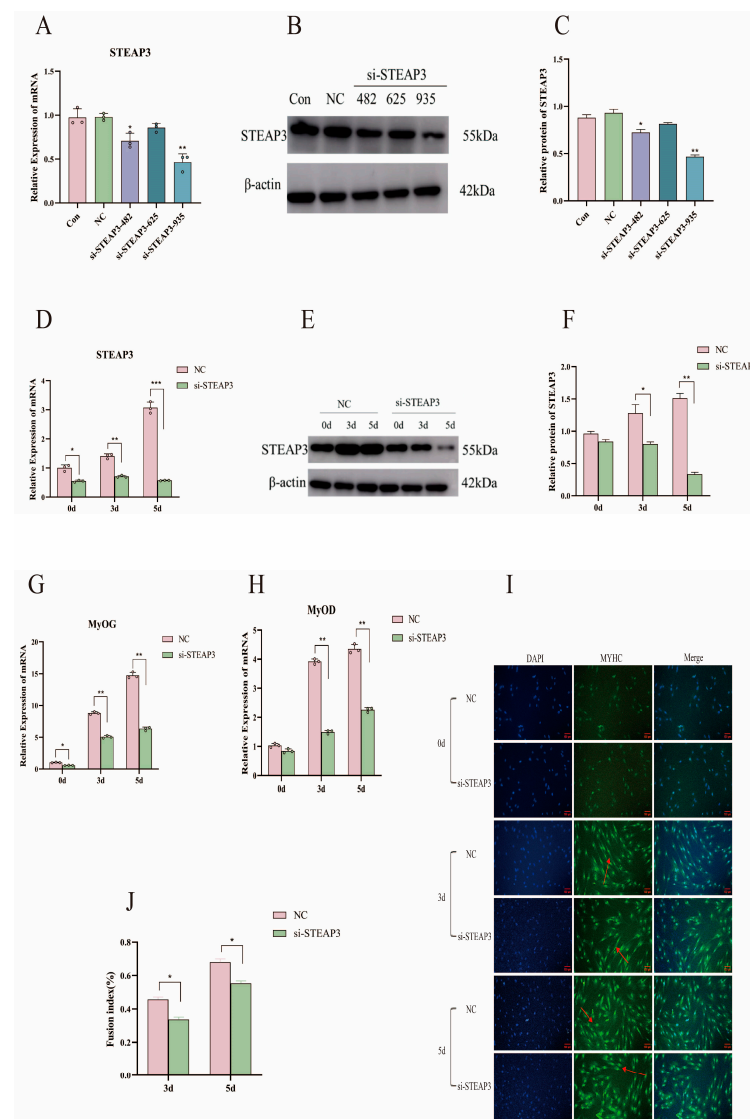 A
STEAP3
Relative Expression of mRNA
1.5
1.0
0.5
0.0
*
**
Con
NC
si-STEAP3-482
si-STEAP3-625
si-STEAP3-935
B
si-STEAP3
Con NC 482 625 935
STEAP3 55kDa
β-actin 42kDa
C
Relative protein of STEAP3
1.5
1.0
0.5
0.0
*
**
Con
NC
si-STEAP3-482
si-STEAP3-625
si-STEAP3-935
D
STEAP3
NC
si-STEAP3
Relative Expression of mRNA
4
3
2
1
0
*
**
***
0d 3d 5d
E
NC si-STEAP3
0d 3d 5d 0d 3d 5d
STEAP3 55kDa
β-actin 42kDa
F
NC
si-STEAP
Relative protein of STEAP3
2.0
1.5
1.0
0.5
0.0
*
**
0d 3d 5d
G
MyOG
NC
si-STEAP3
Relative Expression of mRNA
20
15
10
5
0
*
**
**
0d 3d 5d
H
MyOD
NC
si-STEAP3
Relative Expression of mRNA
5
4
3
2
1
0
**
**
0d 3d 5d
I
DAPI MYHC Merge
0d
NC
si-STEAP3
3d
NC
si-STEAP3
5d
NC
si-STEAP3
J
NC
si-STEAP3
Fusion index(%)
0.8
0.6
0.4
0.2
0.0
*
*
3d 5d